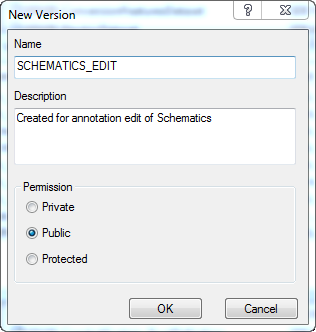 New Version
Name
SCHEMATICS_EDIT
Description
Created for annotation edit of Schematics
Permission
Private
Public
Protected
OK
Cancel